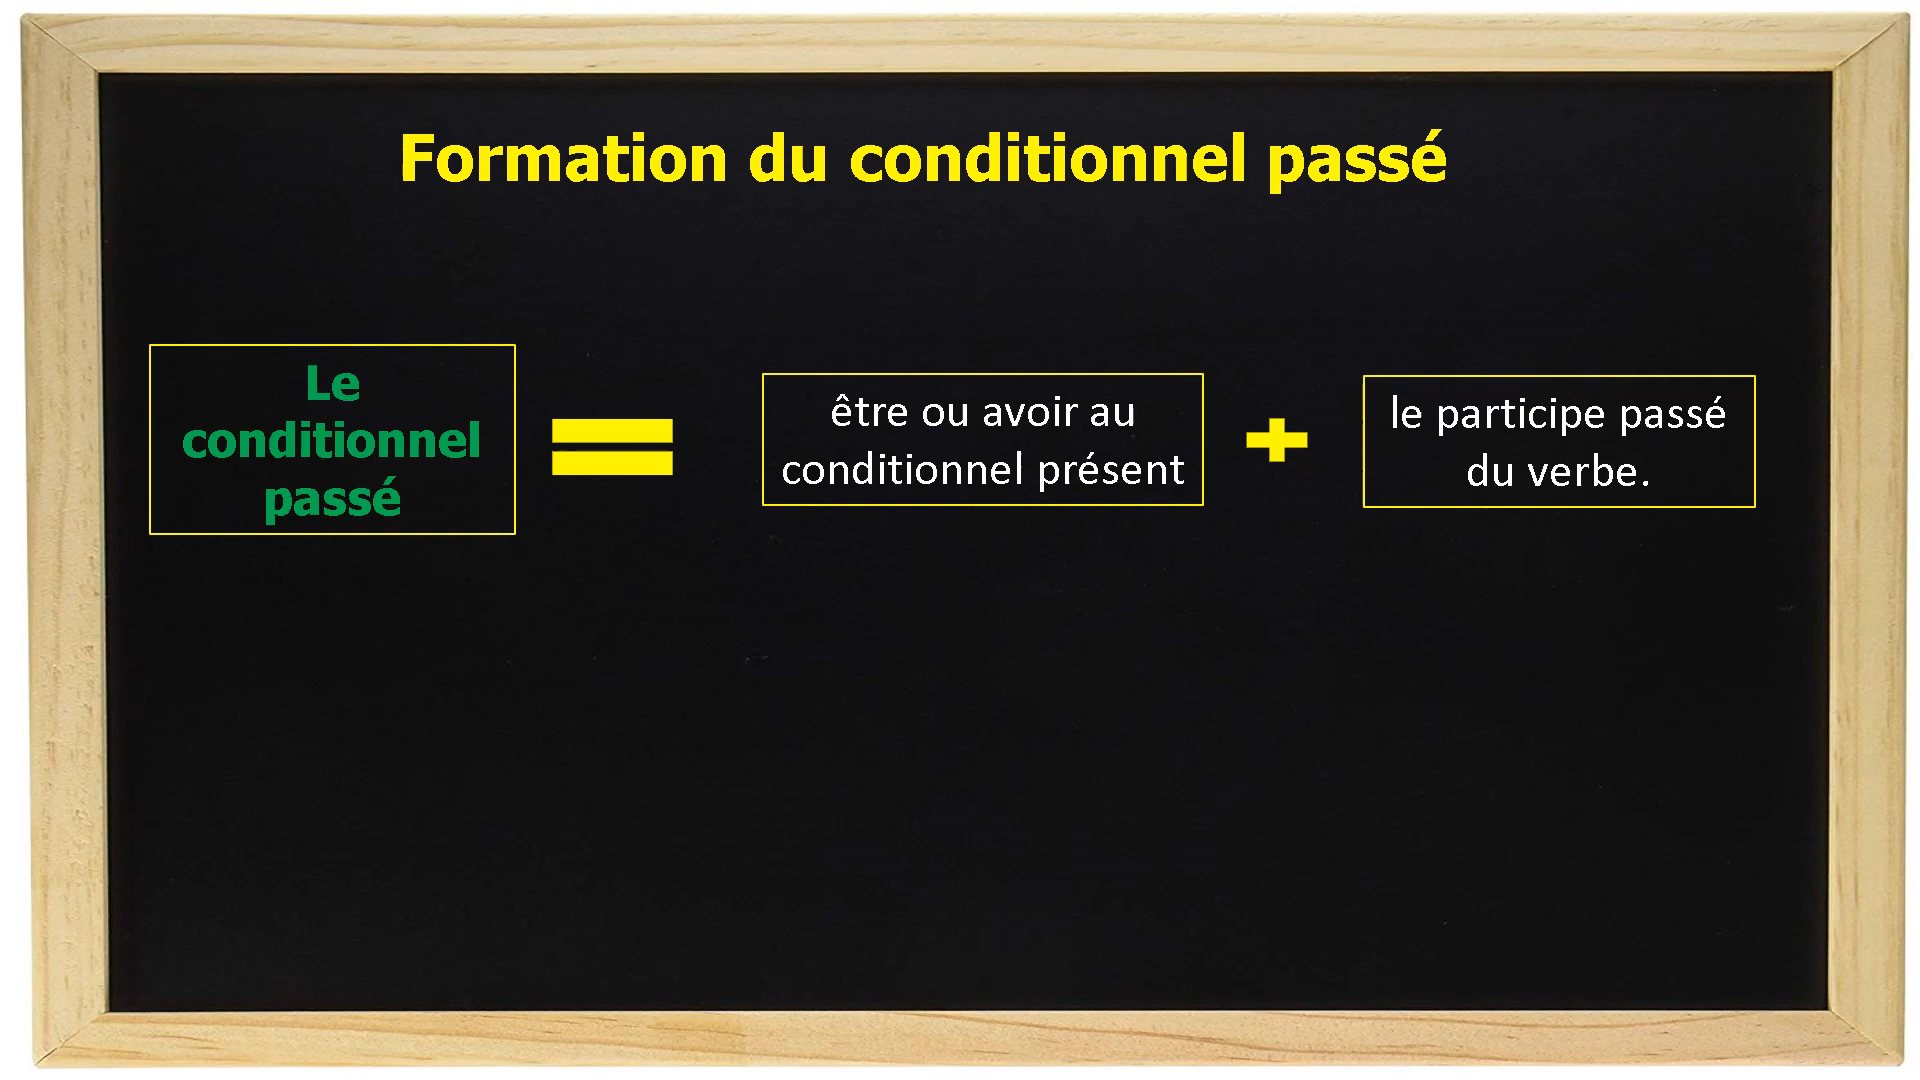 Formation du conditionnel passé
Le
conditionnel
passé
être ou avoir au
conditionnel présent
le participe passé
du verbe.